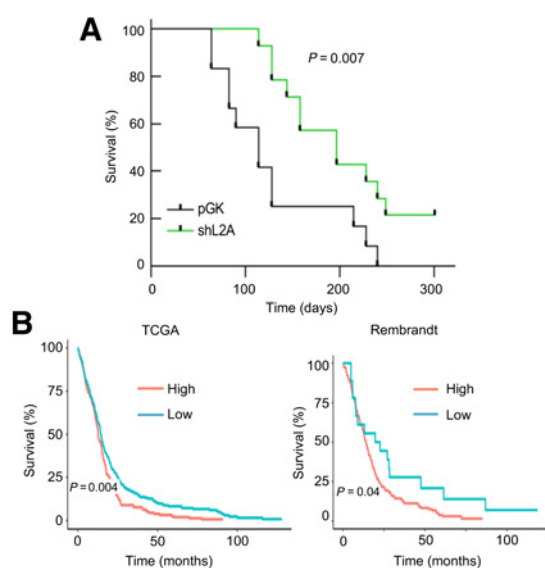 A
100
80
60
40
20
0
Survival (%)
P = 0.007
pGK
shL2A
0 100 200 300
Time (days)
B
TCGA
100
75
50
25
0
Survival (%)
High
Low
P = 0.004
0 50 100
Time (months)
Rembrandt
100
75
50
25
0
Survival (%)
High
Low
P = 0.04
0 50 100
Time (months)